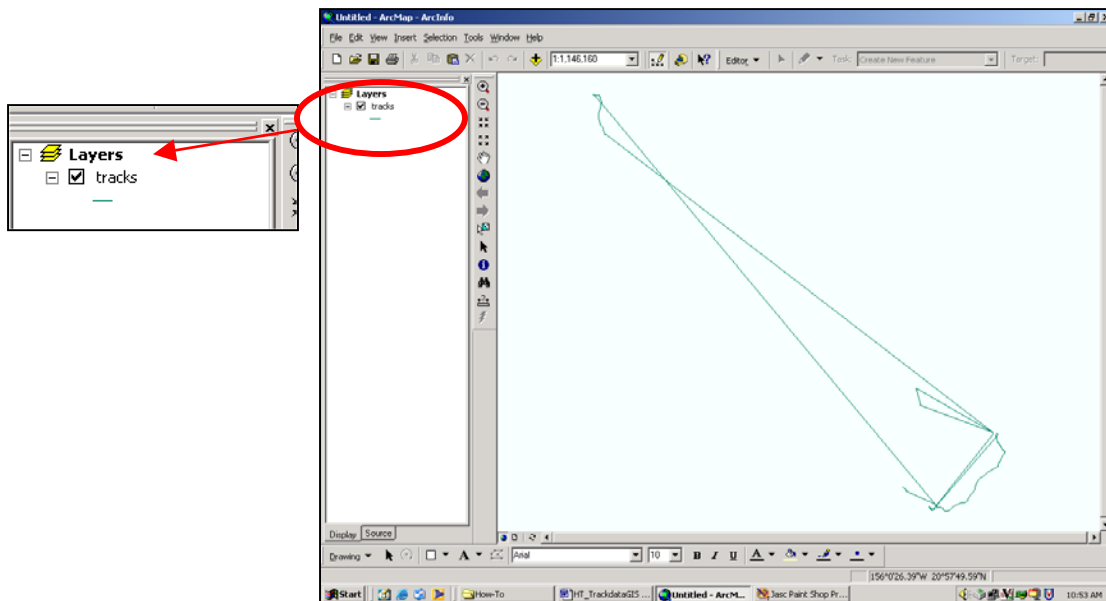 Untitled - ArcMap - ArcInfo
File Edit View Insert Selection Tools Window Help
1:1,146,160 Editor Task: Create New Feature Target:
Layers
tracks
Layers
tracks
Display Source
Drawing A Arial 10 B I U A
156°0'26.39"W 20°57'49.59"N
Start How-To HT_TrackdataGIS ... Untitled - ArcM... Jasc Paint Shop Pr... 10:53 AM